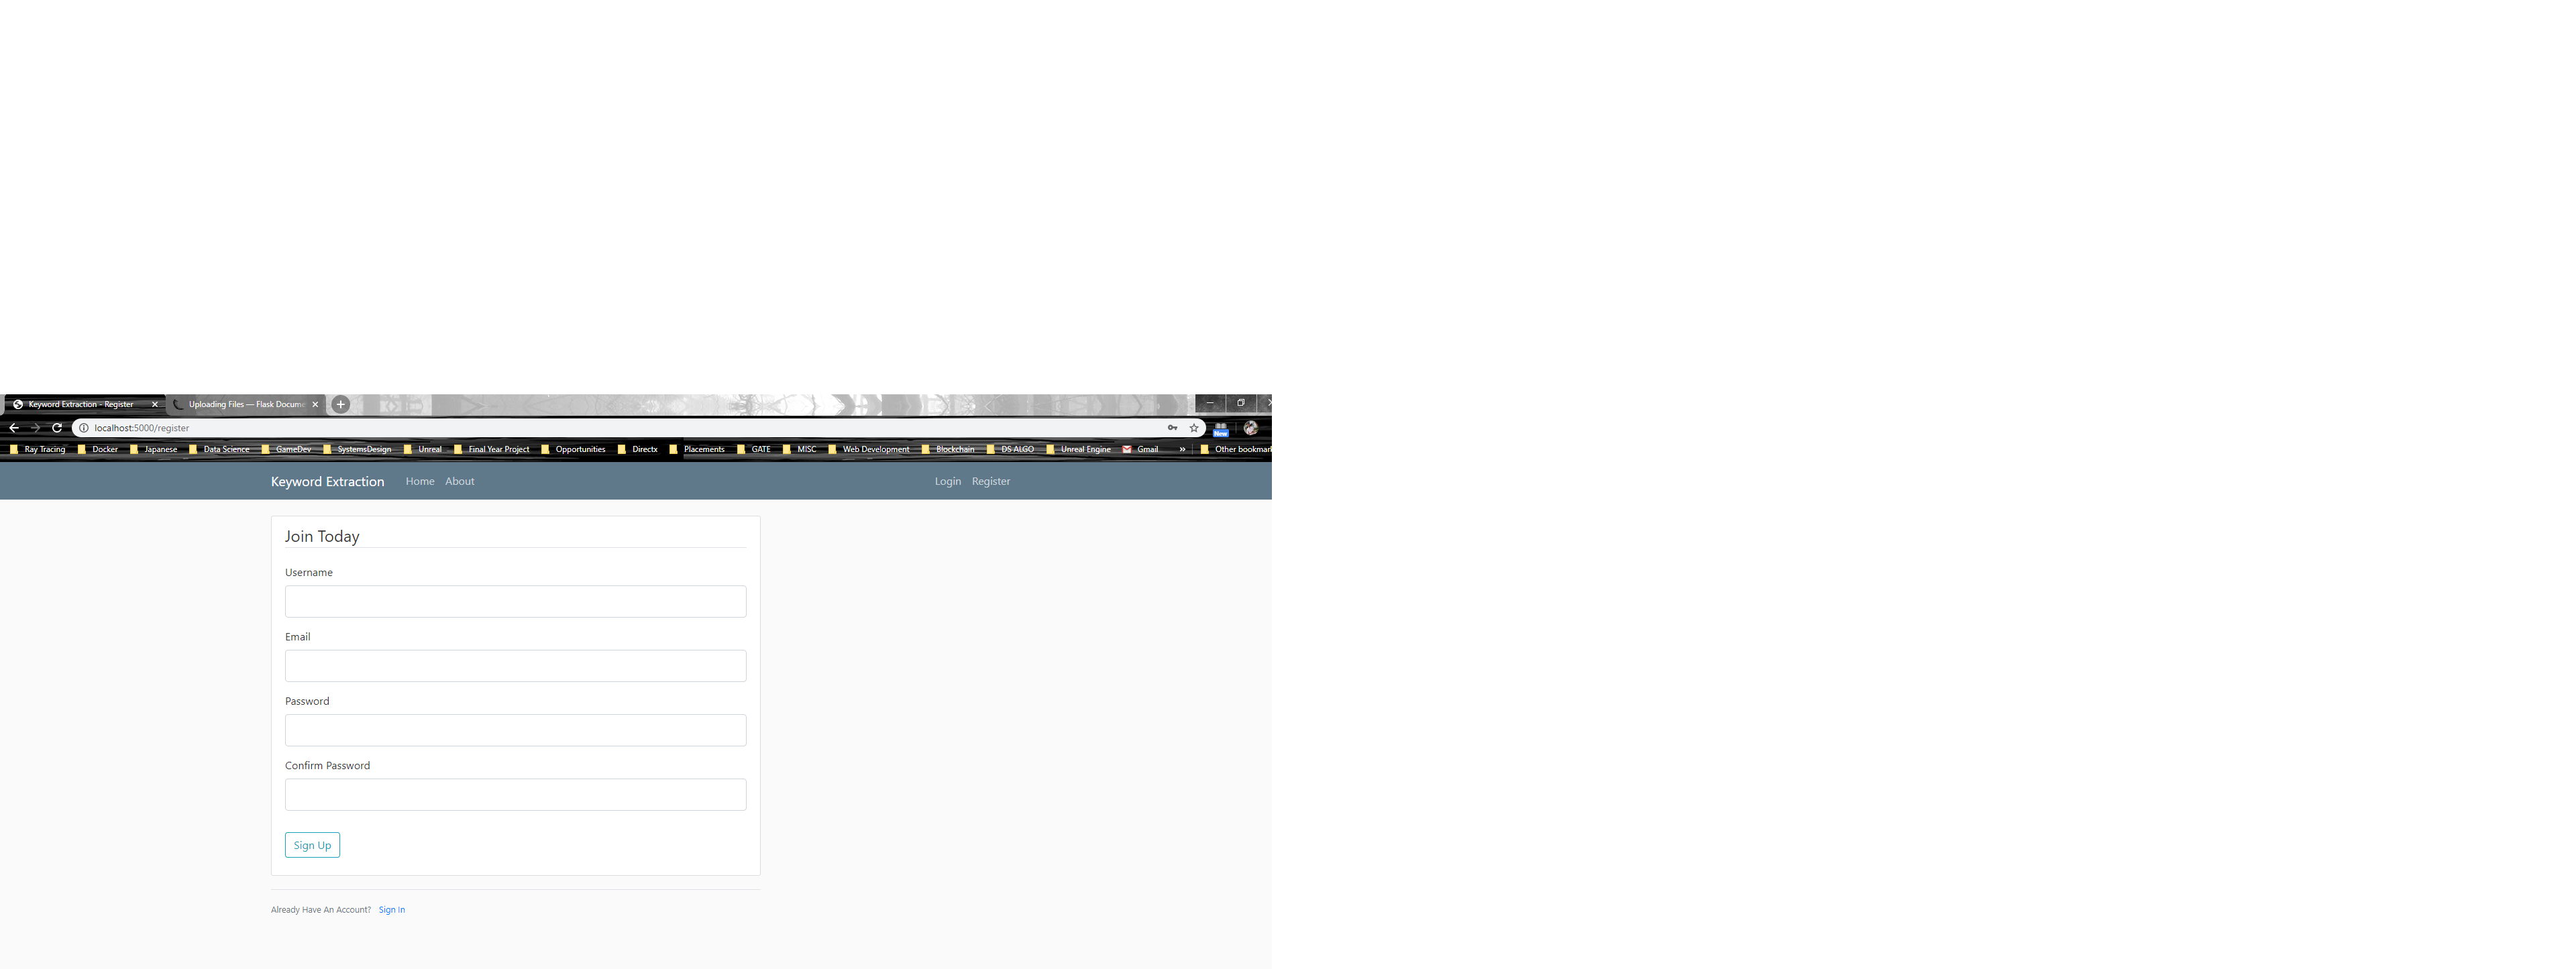 Keyword Extraction - Register
Uploading Files — Flask Docume
localhost:5000/register
New
Ray Tracing Docker Japanese Data Science GameDev SystemsDesign Unreal Final Year Project Opportunities Directx Placements GATE MISC Web Development Blockchain DS ALGO Unreal Engine Gmail » Other bookmark
Keyword Extraction Home About Login Register
Join Today
Username
Email
Password
Confirm Password
Sign Up
Already Have An Account? Sign In